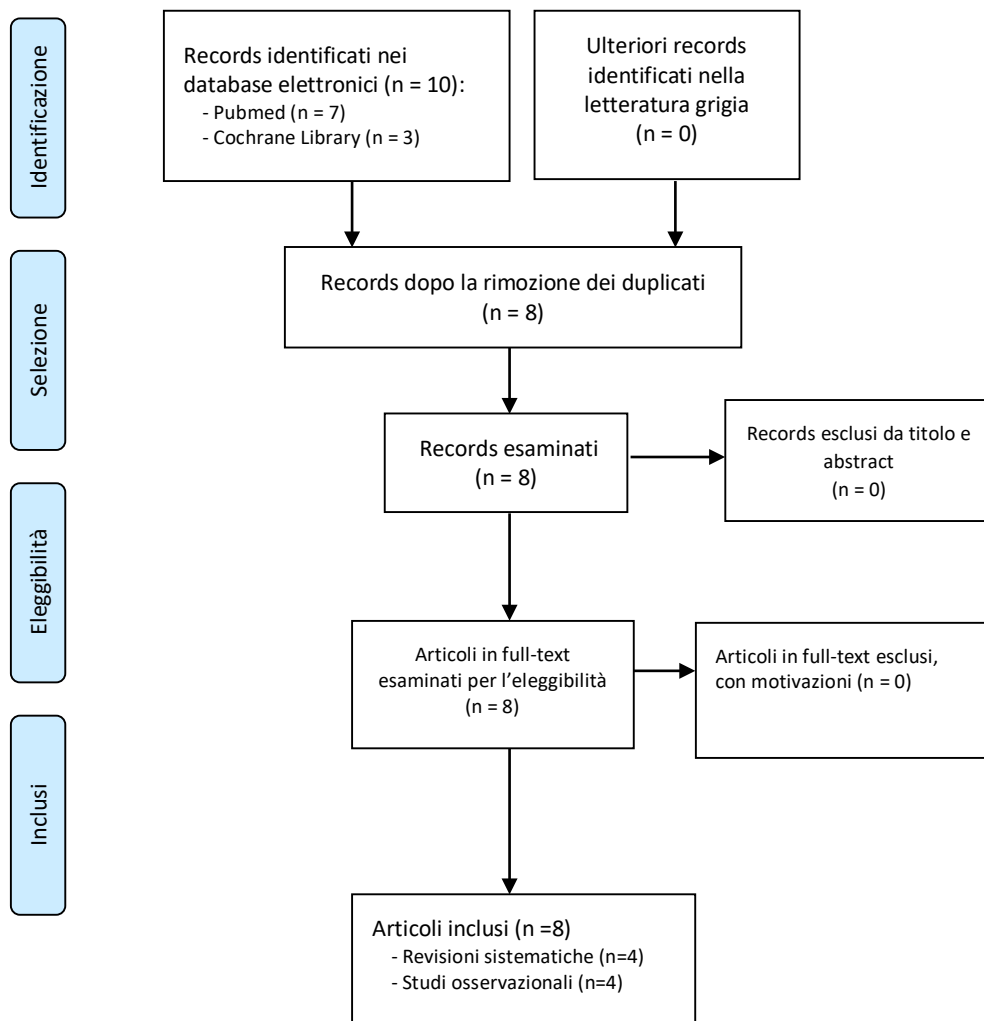 Identificazione
Records identificati nei
database elettronici (n = 10):
- Pubmed (n = 7)
- Cochrane Library (n = 3)
Ulteriori records
identificati nella
letteratura grigia
(n = 0)
Selezione
Records dopo la rimozione dei duplicati
(n = 8)
Records esaminati
(n = 8)
Records esclusi da titolo e
abstract
(n = 0)
Eleggibilità
Articoli in full-text
esaminati per l’eleggibilità
(n = 8)
Articoli in full-text esclusi,
con motivazioni (n = 0)
Inclusi
Articoli inclusi (n =8)
- Revisioni sistematiche (n=4)
- Studi osservazionali (n=4)